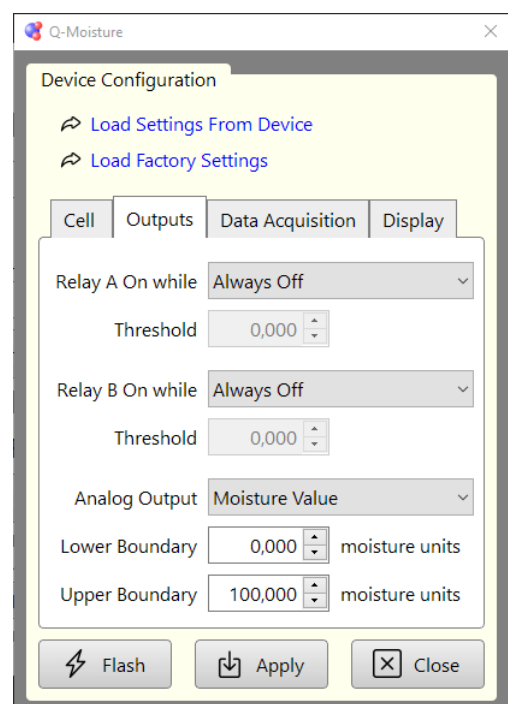 Q-Moisture
Device Configuration
Load Settings From Device
Load Factory Settings
Cell Outputs Data Acquisition Display
Relay A On while Always Off
Threshold 0,000
Relay B On while Always Off
Threshold 0,000
Analog Output Moisture Value
Lower Boundary 0,000 moisture units
Upper Boundary 100,000 moisture units
Flash Apply Close